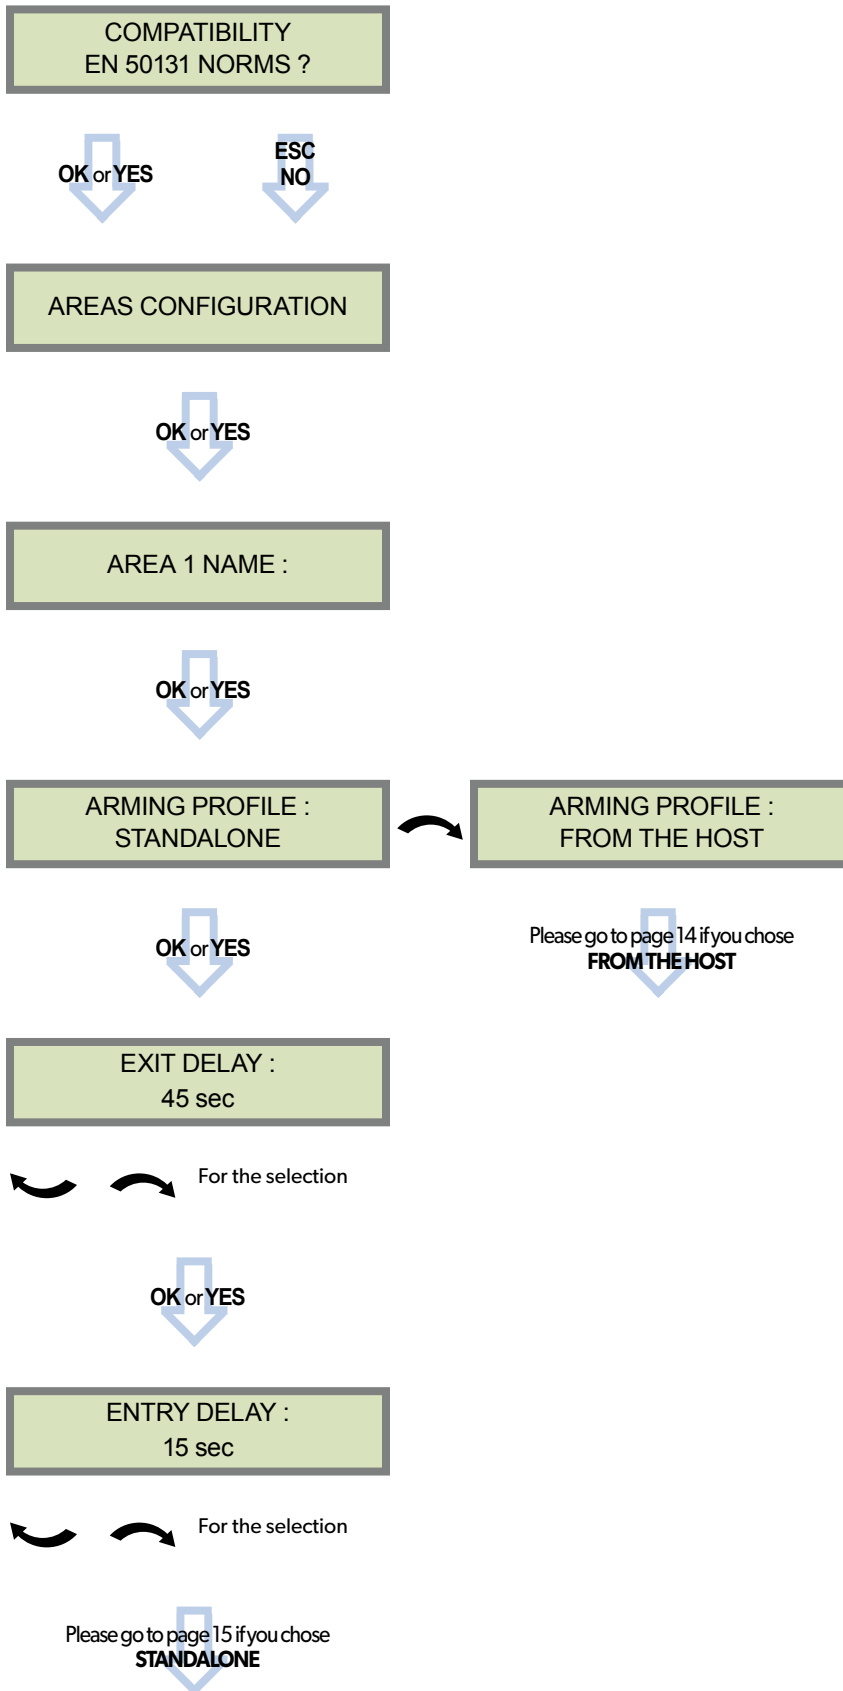 COMPATIBILITY
EN 50131 NORMS ?
OK or YES
ESC
NO
AREAS CONFIGURATION
OK or YES
AREA 1 NAME :
OK or YES
ARMING PROFILE :
STANDALONE
ARMING PROFILE :
FROM THE HOST
OK or YES
Please go to page 14 if you chose
FROM THE HOST
EXIT DELAY :
45 sec
For the selection
OK or YES
ENTRY DELAY :
15 sec
For the selection
Please go to page 15 if you chose
STANDALONE